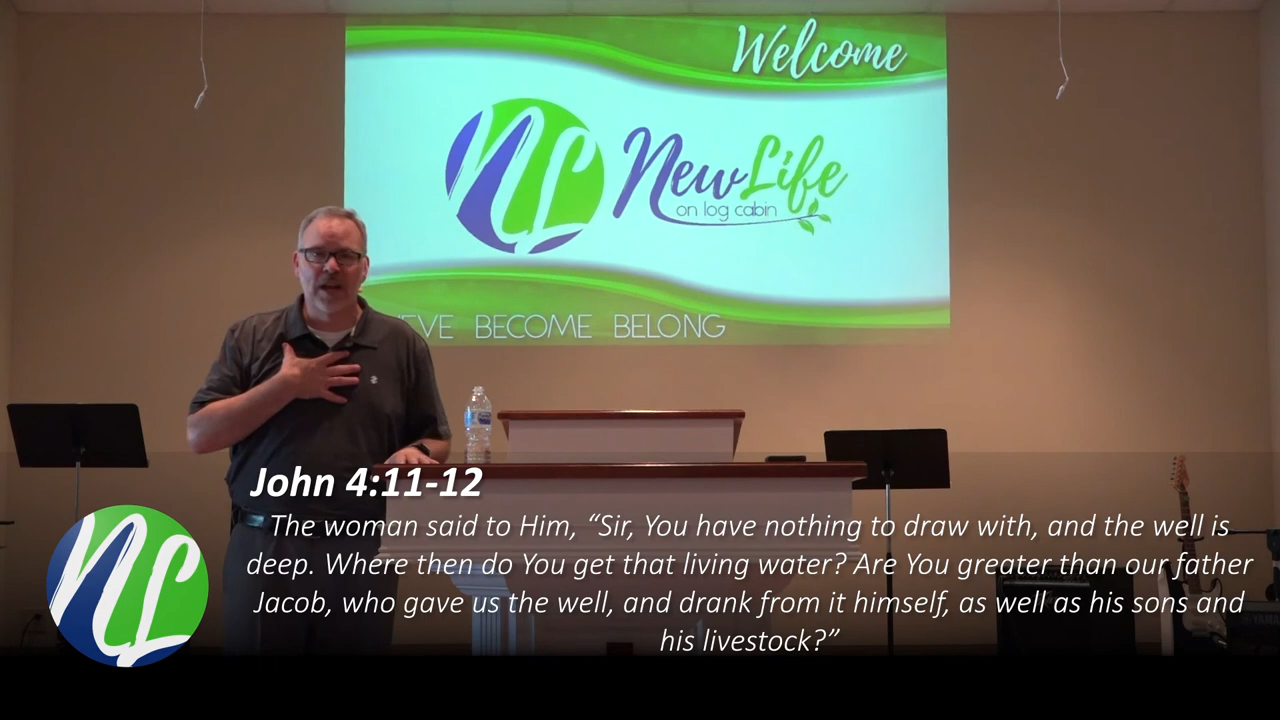 Welcome
NL
NewLife
on log cabin
BECOME BELONG
John 4:11-12
The woman said to Him, “Sir, You have nothing to draw with, and the well is
deep. Where then do You get that living water? Are You greater than our father
Jacob, who gave us the well, and drank from it himself, as well as his sons and
his livestock?”
NL